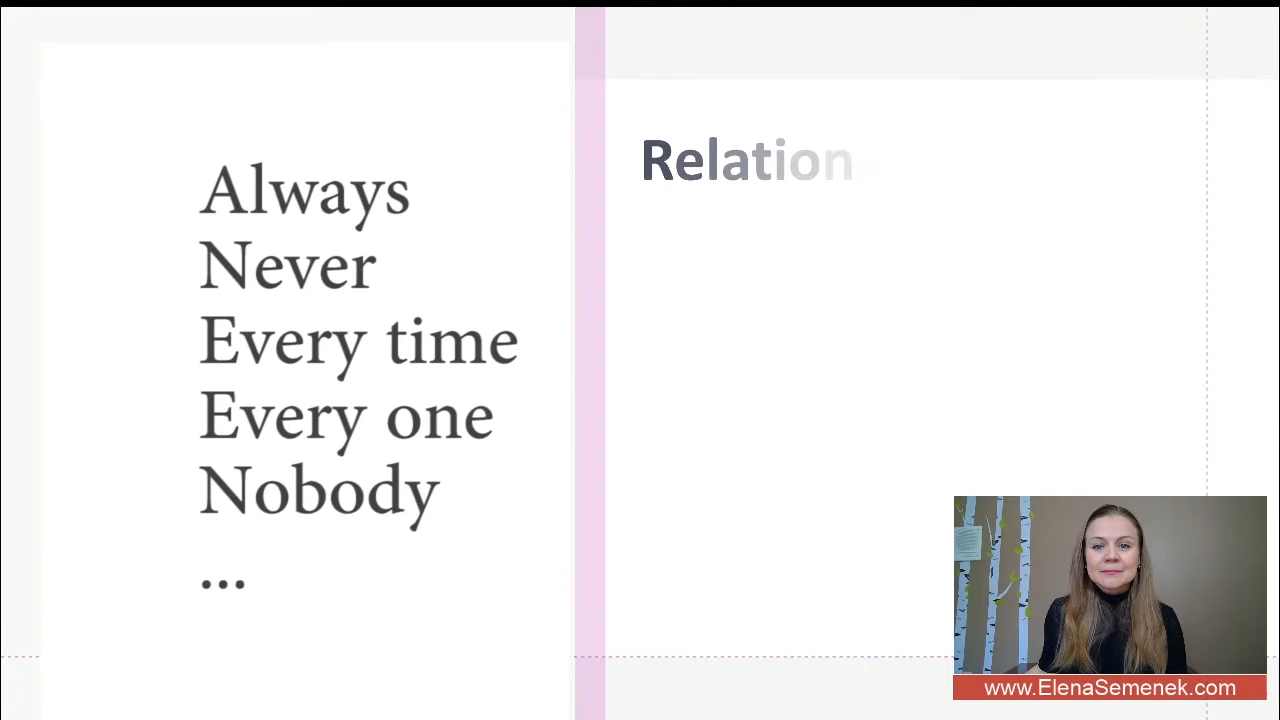 Always
Never
Every time
Every one
Nobody
...
Relation
www.ElenaSemenek.com